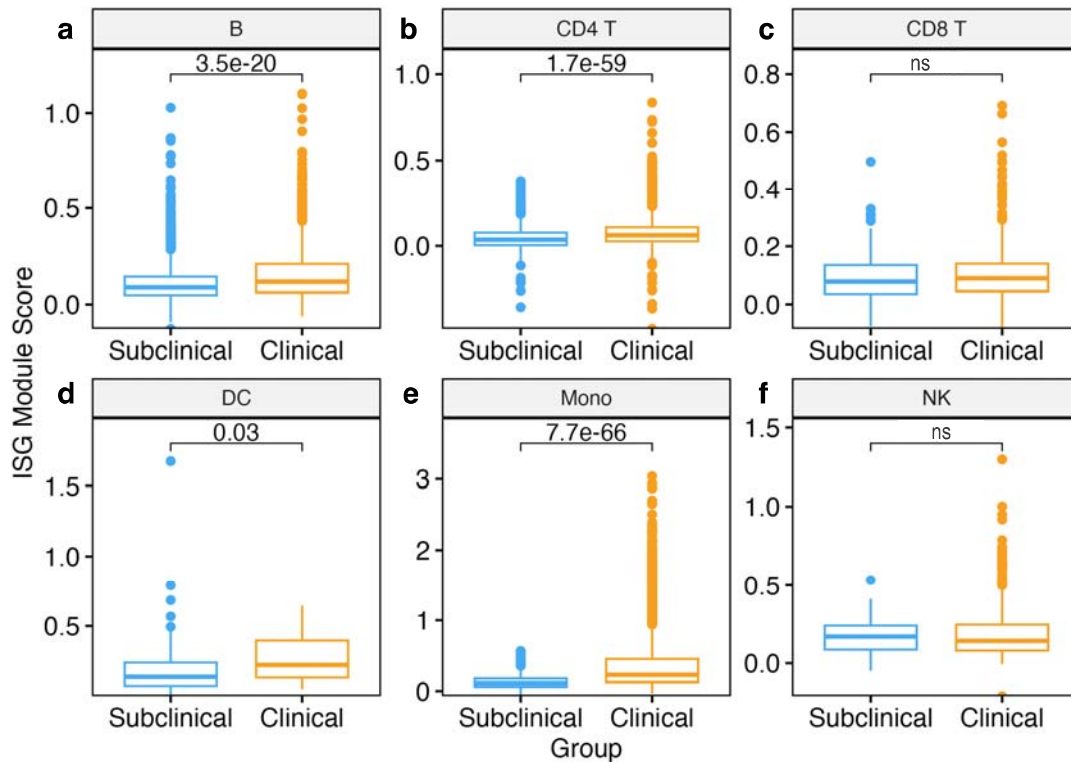 a
B
3.5e-20
1.0
0.5
0.0
Subclinical Clinical
b
CD4 T
1.7e-59
1.0
0.5
0.0
Subclinical Clinical
c
CD8 T
ns
0.8
0.6
0.4
0.2
0.0
Subclinical Clinical
ISG Module Score
d
DC
0.03
1.5
1.0
0.5
Subclinical Clinical
e
Mono
7.7e-66
3
2
1
0
Subclinical Clinical
f
NK
ns
1.5
1.0
0.5
0.0
Subclinical Clinical
Group